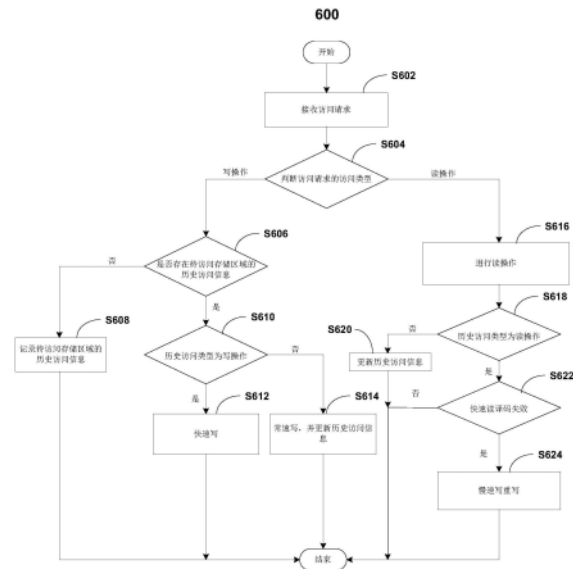 600
开始
S602
接收访问请求
S604
判断访问请求的访问类型
写操作
读操作
S606
是否存在待访问存储区域的
历史访问信息
S616
进行读操作
否
是
S608
记录待访问存储区域的
历史访问信息
S610
历史访问类型为写操作
否
是
S618
历史访问类型为读操作
否
是
S620
更新历史访问信息
S622
快速读译码失败
否
是
S612
快速写
S614
常速写，并更新历史访问信
息
S624
慢速写重写
结束